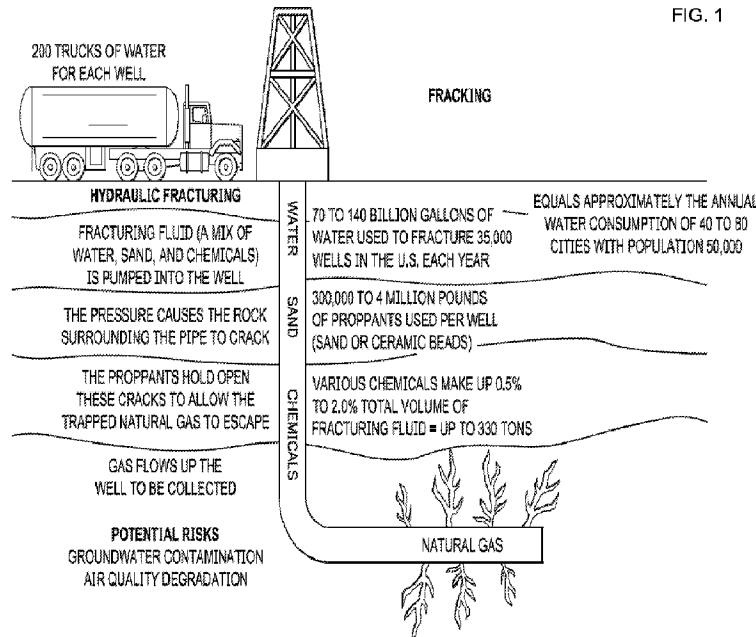 FIG. 1
200 TRUCKS OF WATER
FOR EACH WELL
FRACKING
HYDRAULIC FRACTURING
FRACTURING FLUID (A MIX OF
WATER, SAND, AND CHEMICALS)
IS PUMPED INTO THE WELL
THE PRESSURE CAUSES THE ROCK
SURROUNDING THE PIPE TO CRACK
THE PROPPANTS HOLD OPEN
THESE CRACKS TO ALLOW THE
TRAPPED NATURAL GAS TO ESCAPE
GAS FLOWS UP THE
WELL TO BE COLLECTED
POTENTIAL RISKS
GROUNDWATER CONTAMINATION
AIR QUALITY DEGRADATION
WATER
SAND
CHEMICALS
70 TO 140 BILLION GALLONS OF
WATER USED TO FRACTURE 35,000
WELLS IN THE U.S. EACH YEAR
EQUALS APPROXIMATELY THE ANNUAL
WATER CONSUMPTION OF 40 TO 80
CITIES WITH POPULATION 50,000
300,000 TO 4 MILLION POUNDS
OF PROPPANTS USED PER WELL
(SAND OR CERAMIC BEADS)
VARIOUS CHEMICALS MAKE UP 0.5%
TO 2.0% TOTAL VOLUME OF
FRACTURING FLUID = UP TO 330 TONS
NATURAL GAS